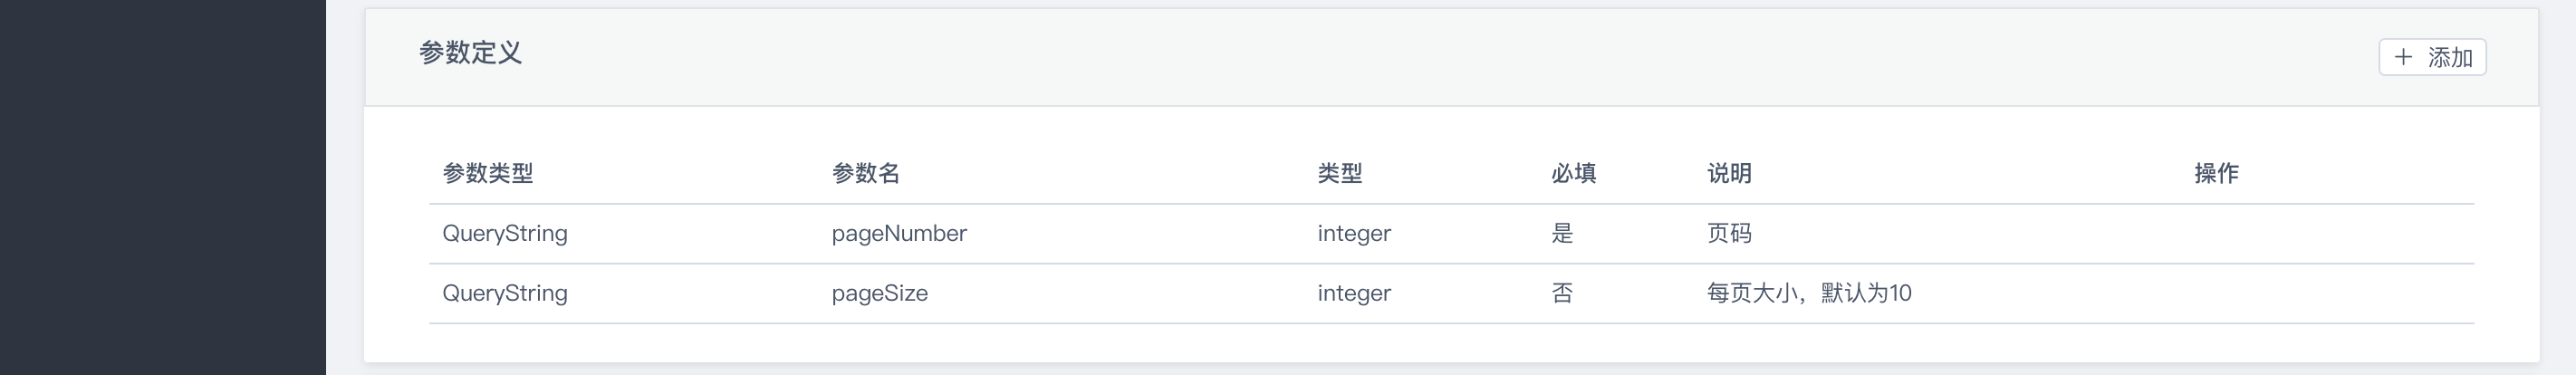 参数定义
添加
参数类型 参数名 类型 必填 说明 操作
QueryString pageNumber integer 是 页码
QueryString pageSize integer 否 每页大小，默认为10